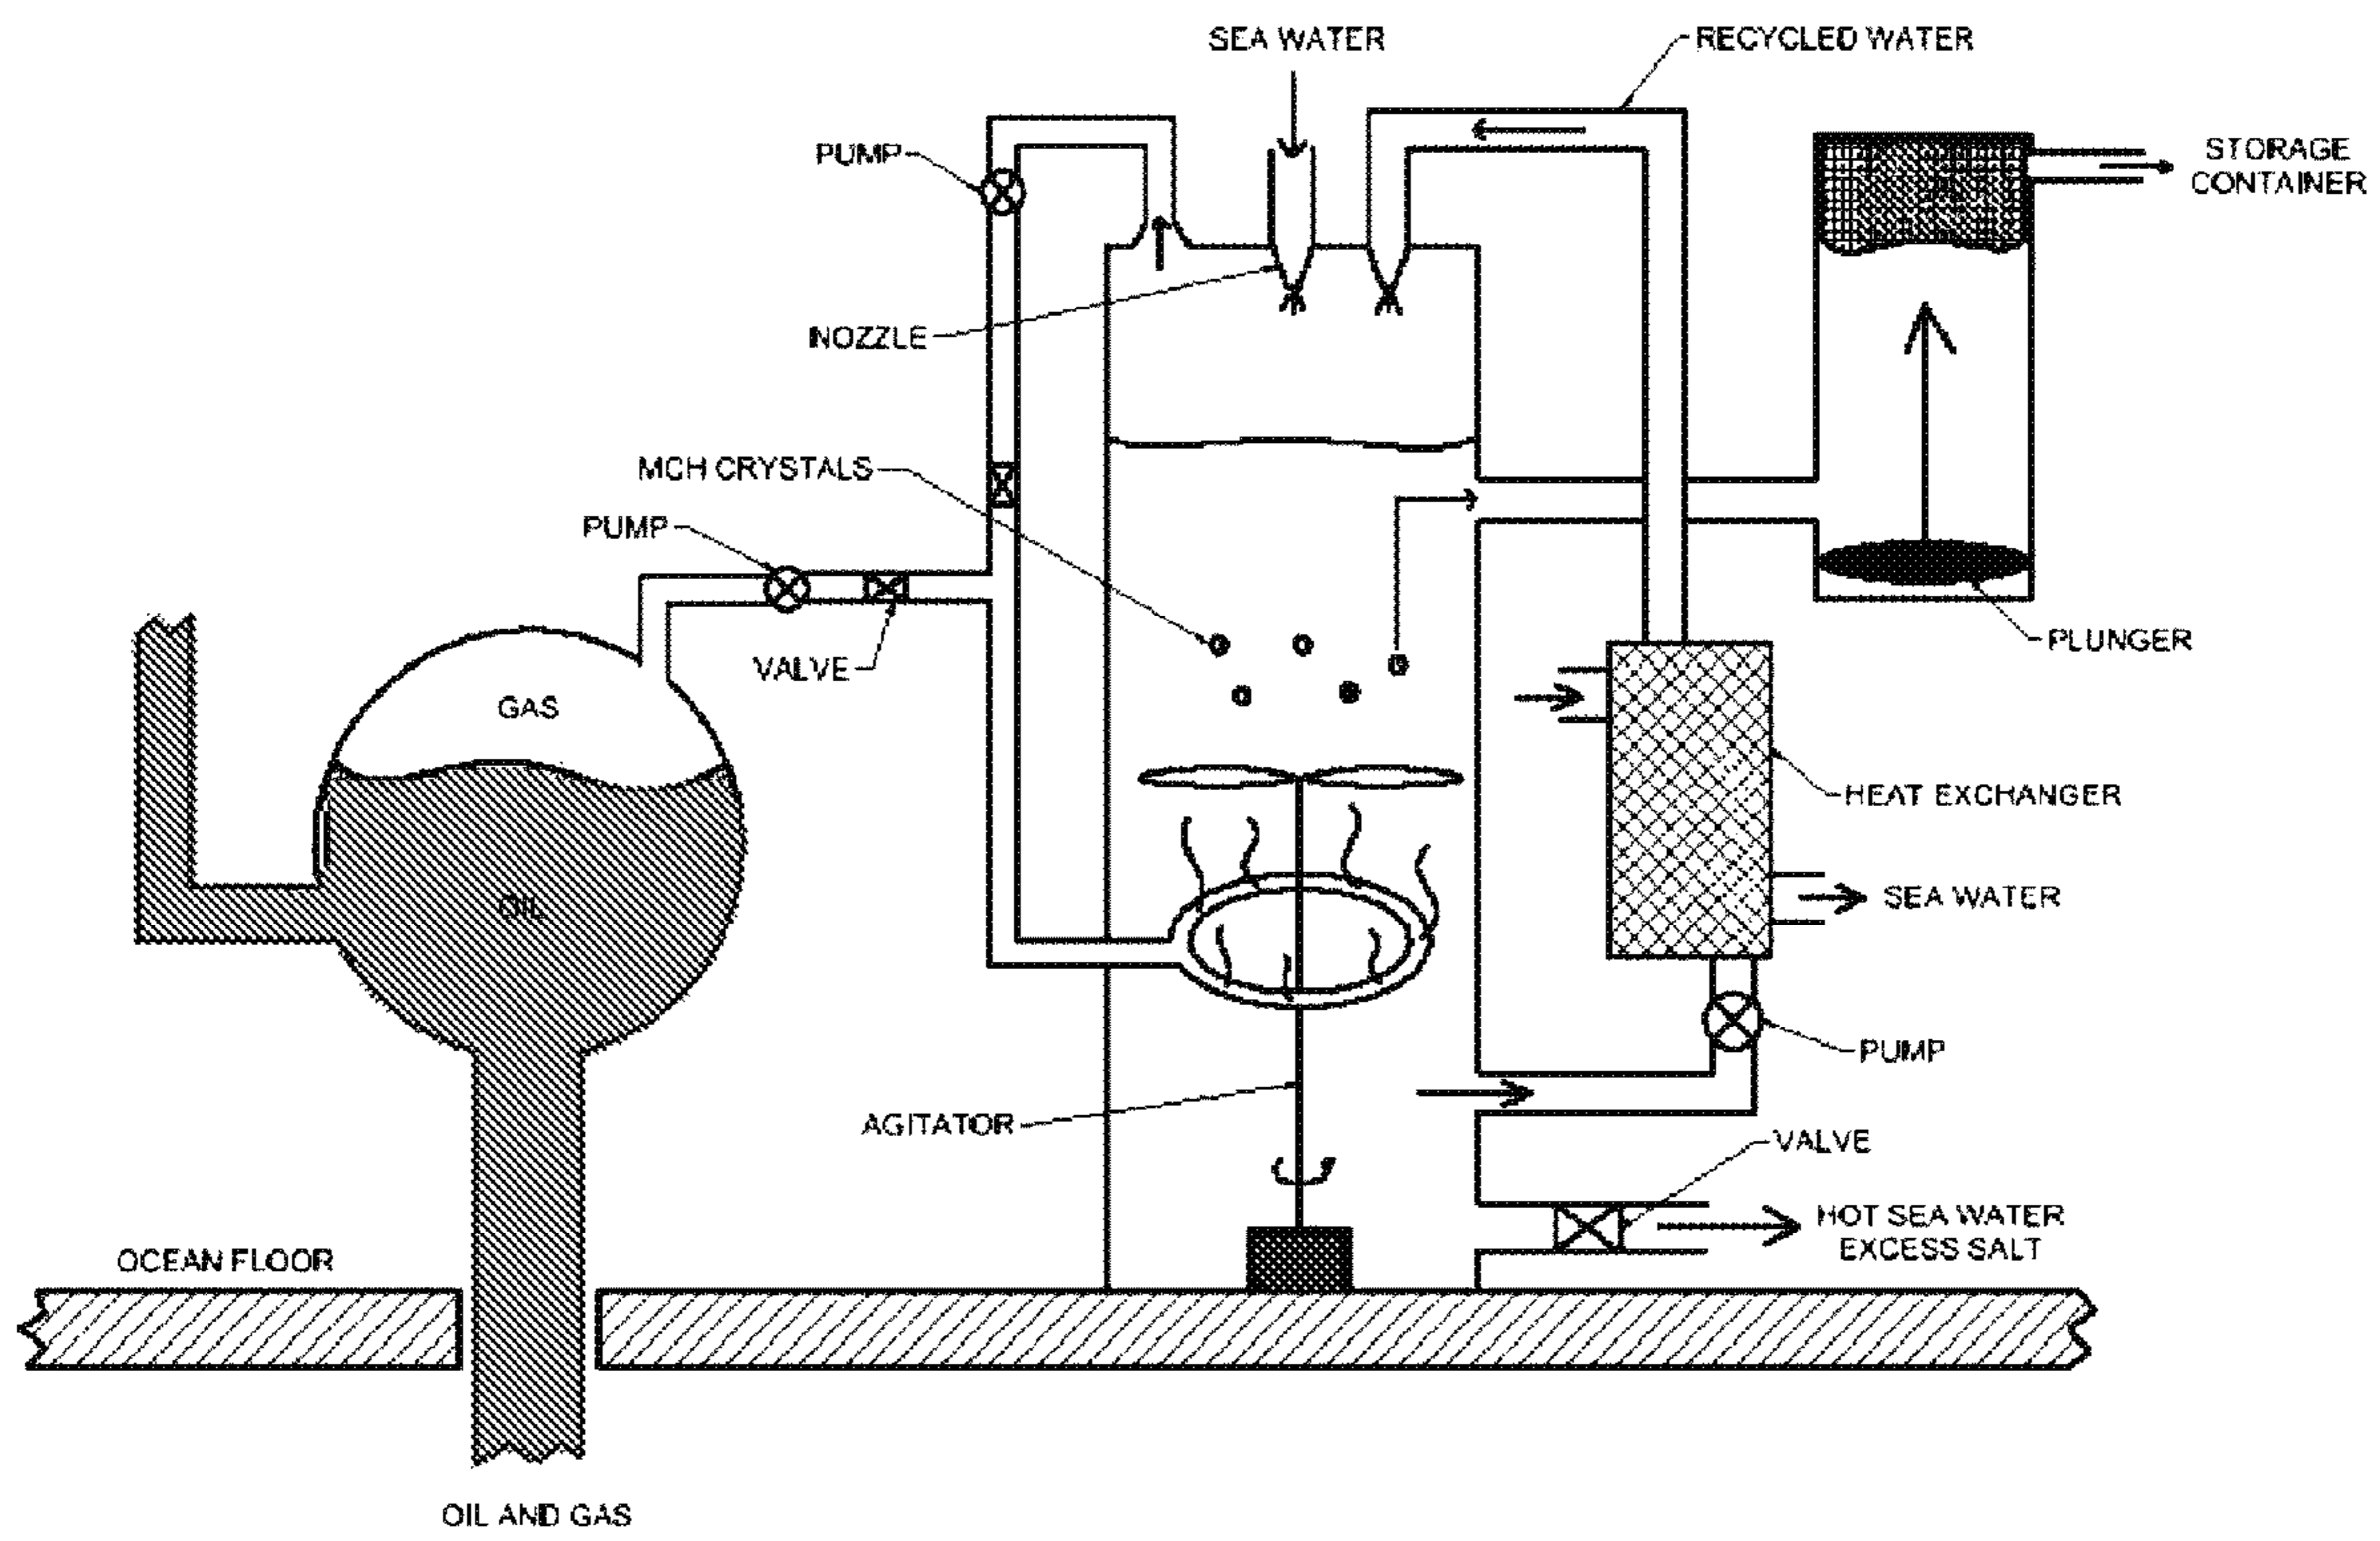 SEA WATER
RECYCLED WATER
PUMP
STORAGE
CONTAINER
NOZZLE
MCH CRYSTALS
PUMP
VALVE
PLUNGER
GAS
HEAT EXCHANGER
OIL
SEA WATER
PUMP
AGITATOR
VALVE
HOT SEA WATER
EXCESS SALT
OCEAN FLOOR
OIL AND GAS